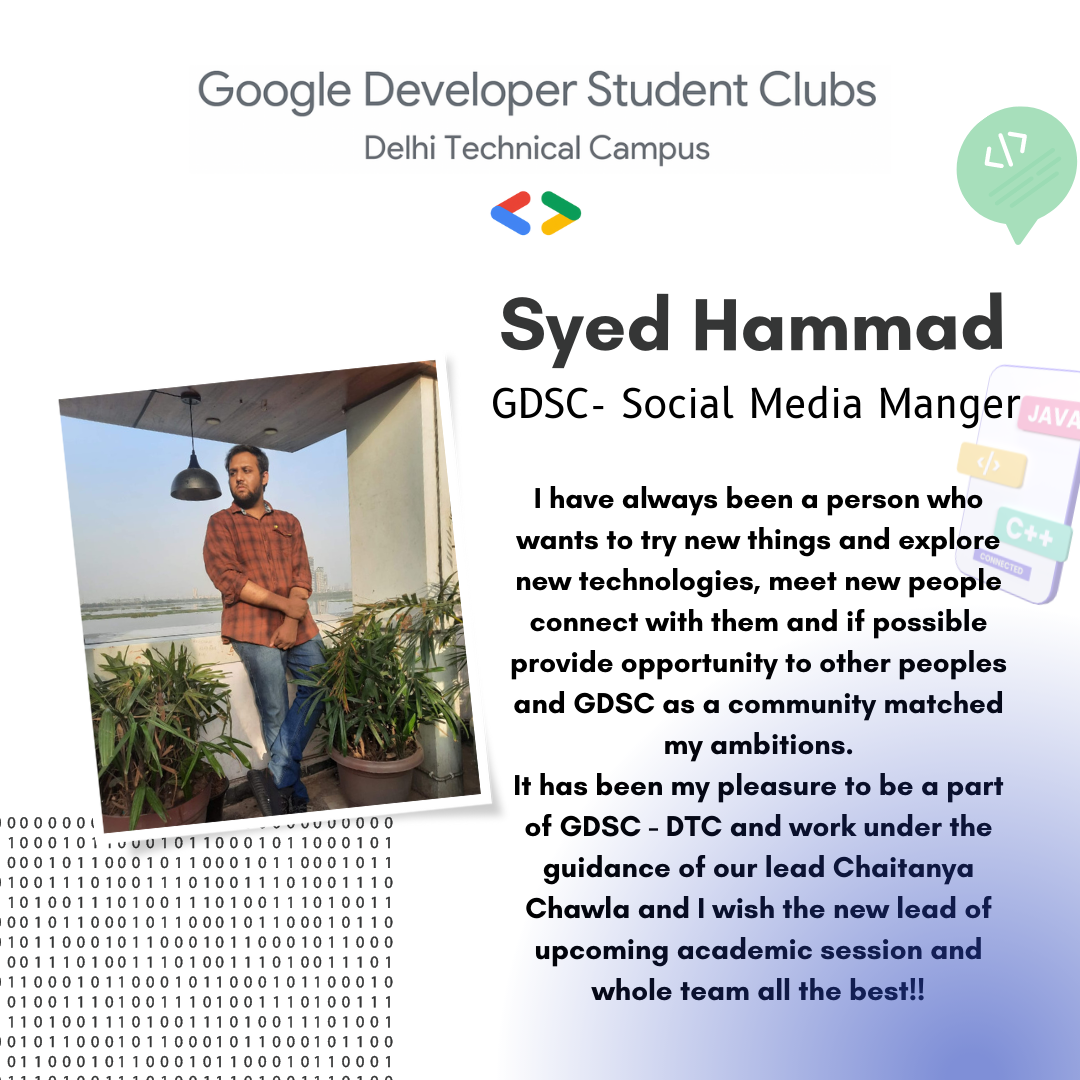 Google Developer Student Clubs
Delhi Technical Campus
</>
Syed Hammad
GDSC- Social Media Manger
JAVA
</>
C++
CONNECTED
I have always been a person who
wants to try new things and explore
new technologies, meet new people
connect with them and if possible
provide opportunity to other peoples
and GDSC as a community matched
my ambitions.
It has been my pleasure to be a part
of GDSC - DTC and work under the
guidance of our lead Chaitanya
Chawla and I wish the new lead of
upcoming academic session and
whole team all the best!!